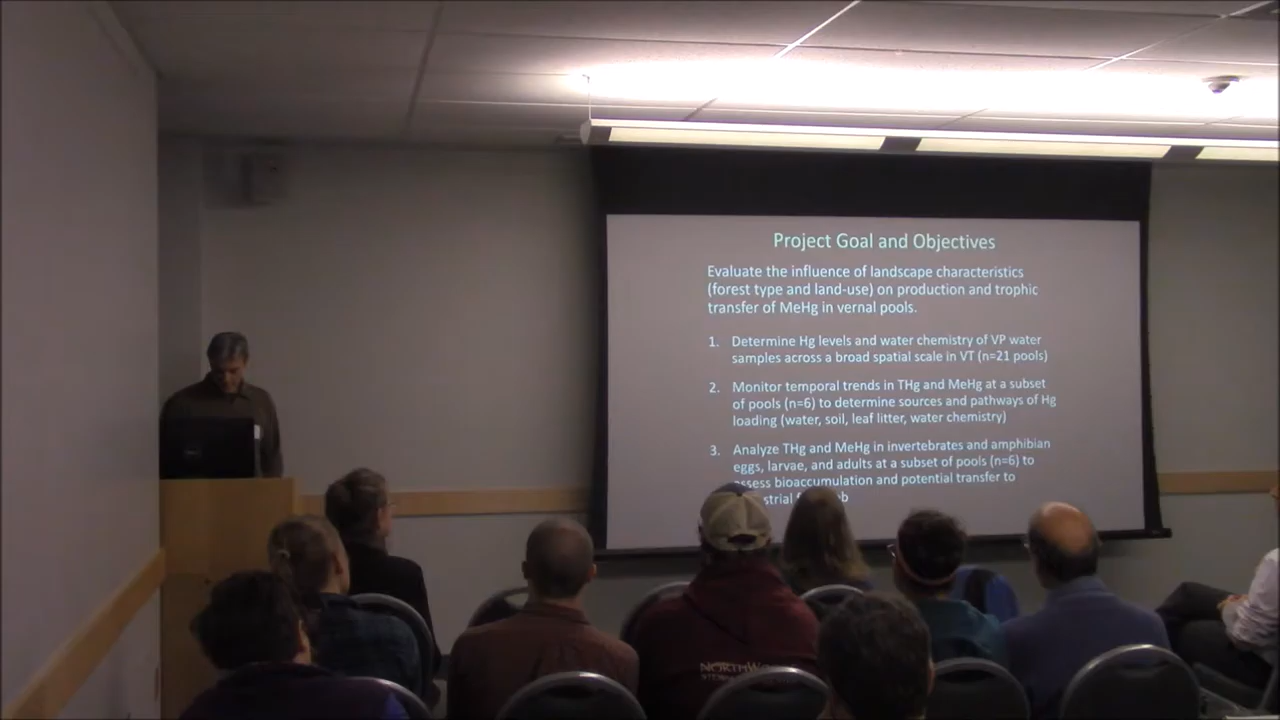 Project Goal and Objectives
Evaluate the influence of landscape characteristics
(forest type and land-use) on production and trophic
transfer of MeHg in vernal pools.
1. Determine Hg levels and water chemistry of VP water
samples across a broad spatial scale in VT (n=21 pools)
2. Monitor temporal trends in THg and MeHg at a subset
of pools (n=6) to determine sources and pathways of Hg
loading (water, soil, leaf litter, water chemistry)
3. Analyze THg and MeHg in invertebrates and amphibian
eggs, larvae, and adults at a subset of pools (n=6) to
bioaccumulation and potential transfer to